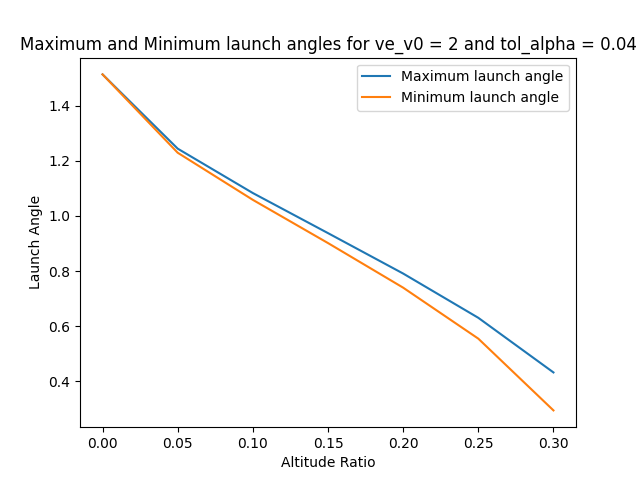 Maximum and Minimum launch angles for ve_v0 = 2 and tol_alpha = 0.04
Maximum launch angle
Minimum launch angle
1.4
1.2
1.0
0.8
0.6
0.4
Launch Angle
0.00 0.05 0.10 0.15 0.20 0.25 0.30
Altitude Ratio